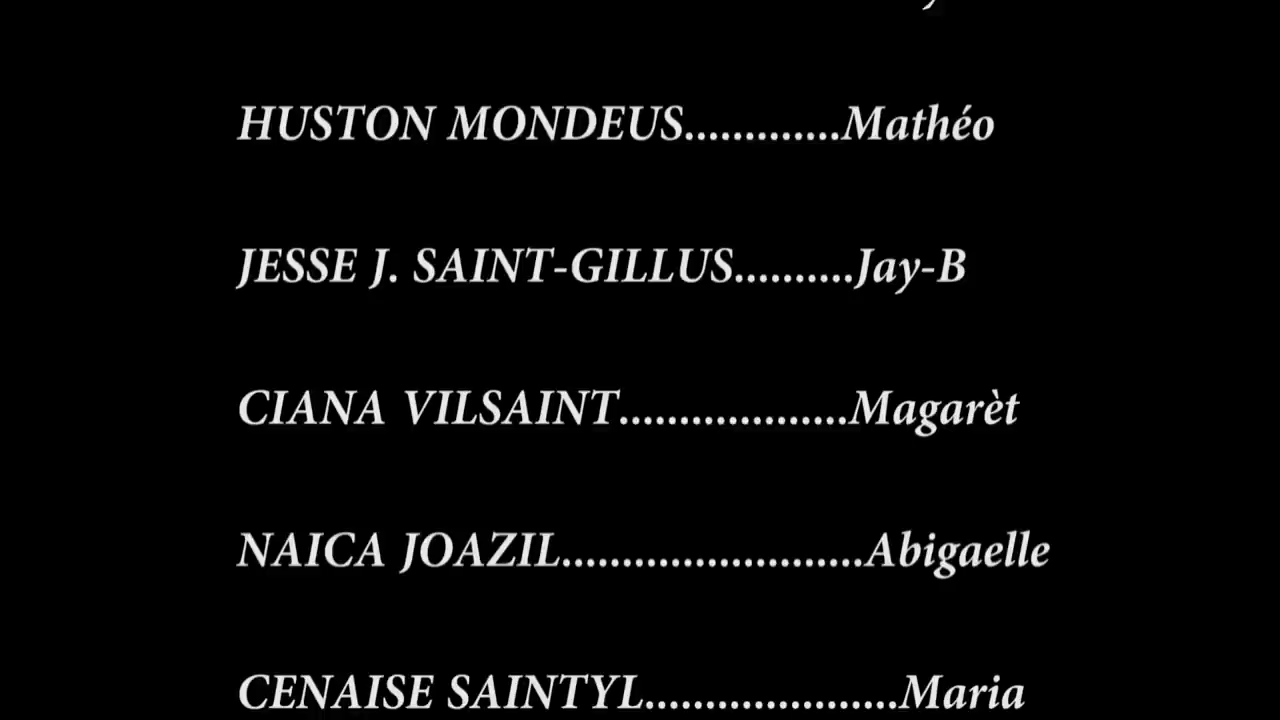 HUSTON MONDEUS.............Mathéo
JESSE J. SAINT-GILLUS..........Jay-B
CIANA VILSAINT...................Magarèt
NAICA JOAZIL.........................Abigaelle
CENAISE SAINTYL.....................Maria